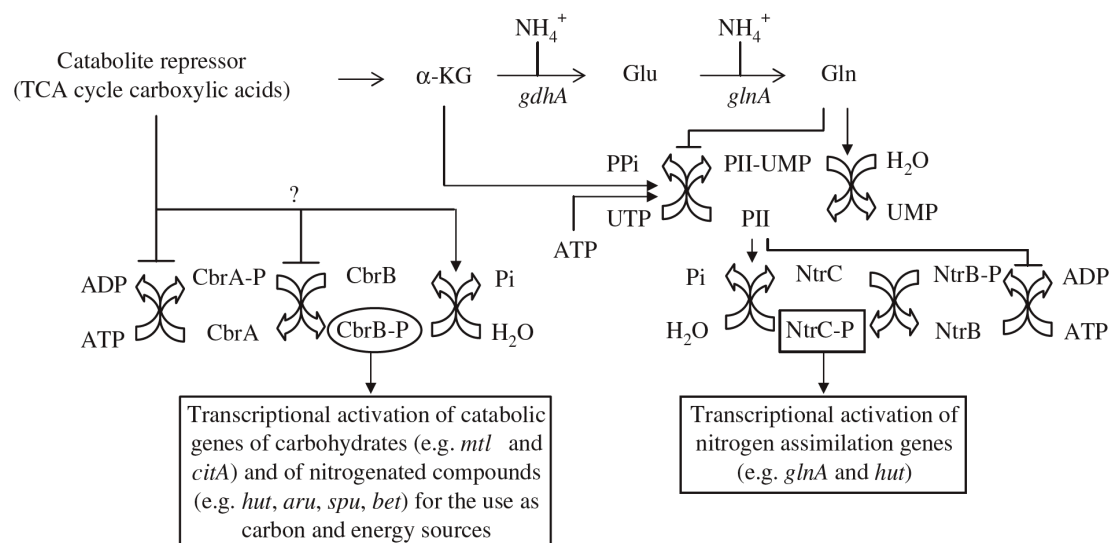 NH4+
NH4+
Catabolite repressor
(TCA cycle carboxylic acids)
α-KG
Glu
Gln
gdhA
glnA
PPi
PII-UMP
H2O
?
UTP
PII
UMP
ATP
ADP
CbrA-P
CbrB
Pi
Pi
NtrC
NtrB-P
ADP
ATP
CbrA
CbrB-P
H2O
H2O
NtrC-P
NtrB
ATP
Transcriptional activation of catabolic
genes of carbohydrates (e.g. mtl and
citA) and of nitrogenated compounds
(e.g. hut, aru, spu, bet) for the use as
carbon and energy sources
Transcriptional activation of
nitrogen assimilation genes
(e.g. glnA and hut)